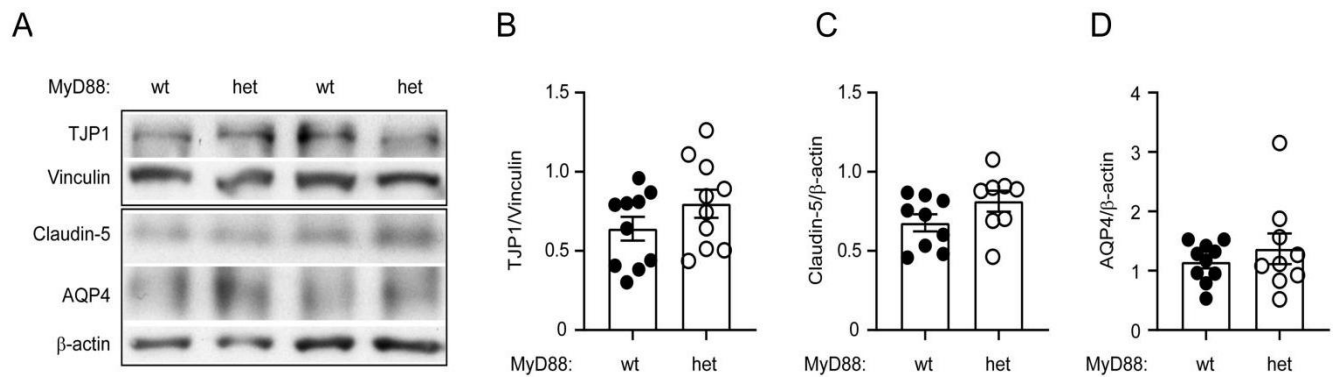 A
B
C
D
MyD88: wt het wt het
TJP1
Vinculin
Claudin-5
AQP4
β-actin
TJP1/Vinculin
1.5
1.0
0.5
0
MyD88: wt het
Claudin-5/β-actin
1.5
1.0
0.5
0
MyD88: wt het
AQP4/β-actin
4
3
2
1
0
MyD88: wt het